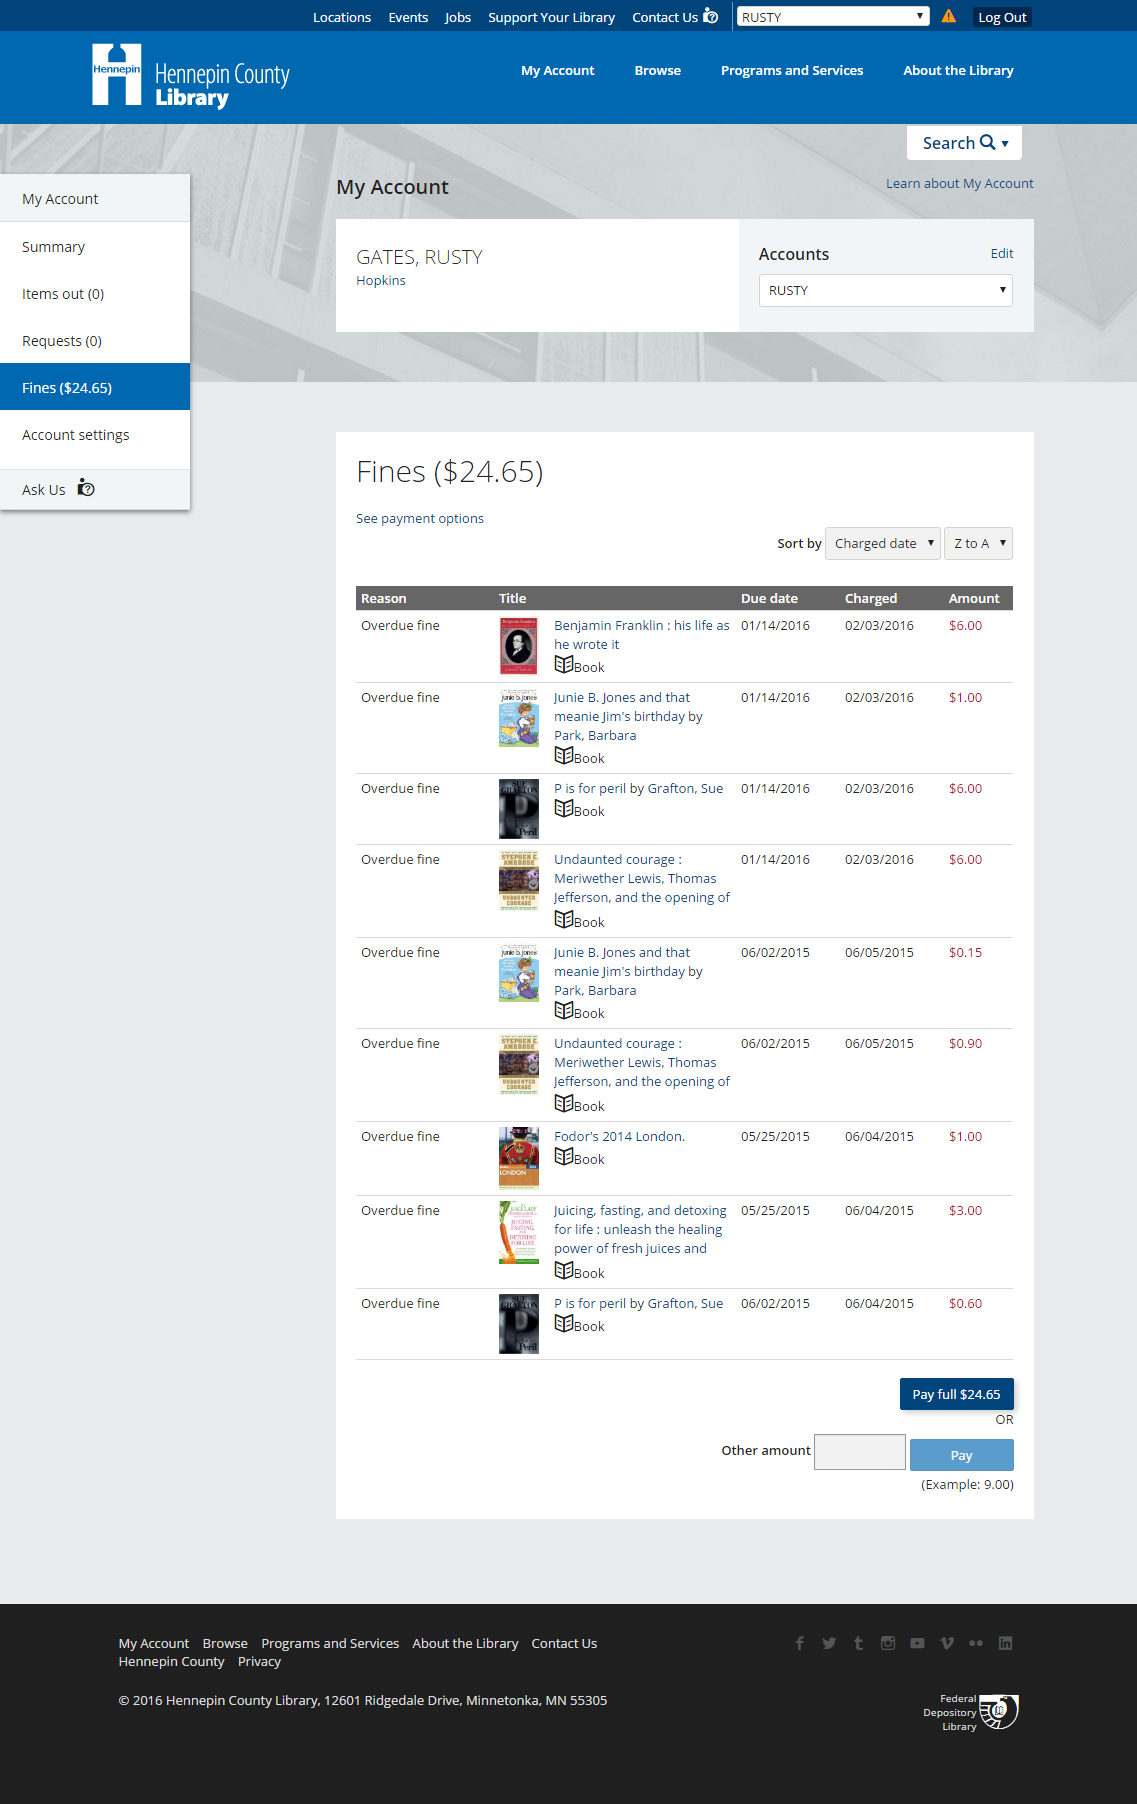 Locations Events Jobs Support Your Library Contact Us RUSTY Log Out
Hennepin
Hennepin County
Library
My Account Browse Programs and Services About the Library
Search
My Account
Learn about My Account
My Account
Summary
Items out (0)
Requests (0)
Fines ($24.65)
Account settings
Ask Us
GATES, RUSTY
Hopkins
Accounts Edit
RUSTY
Fines ($24.65)
See payment options
Sort by Charged date Z to A
Reason Title Due date Charged Amount
Overdue fine Benjamin Franklin : his life as 01/14/2016 02/03/2016 $6.00
he wrote it
Book
Overdue fine Junie B. Jones and that 01/14/2016 02/03/2016 $1.00
meanie Jim's birthday by
Park, Barbara
Book
Overdue fine P is for peril by Grafton, Sue 01/14/2016 02/03/2016 $6.00
Book
Overdue fine Undaunted courage : 01/14/2016 02/03/2016 $6.00
Meriwether Lewis, Thomas
Jefferson, and the opening of
Book
Overdue fine Junie B. Jones and that 06/02/2015 06/05/2015 $0.15
meanie Jim's birthday by
Park, Barbara
Book
Overdue fine Undaunted courage : 06/02/2015 06/05/2015 $0.90
Meriwether Lewis, Thomas
Jefferson, and the opening of
Book
Overdue fine Fodor's 2014 London. 05/25/2015 06/04/2015 $1.00
Book
Overdue fine Juicing, fasting, and detoxing 05/25/2015 06/04/2015 $3.00
for life : unleash the healing
power of fresh juices and
Book
Overdue fine P is for peril by Grafton, Sue 06/02/2015 06/04/2015 $0.60
Book
Pay full $24.65
OR
Other amount Pay
(Example: 9.00)
My Account Browse Programs and Services About the Library Contact Us
Hennepin County Privacy
© 2016 Hennepin County Library, 12601 Ridgedale Drive, Minnetonka, MN 55305
Federal
Depository
Library